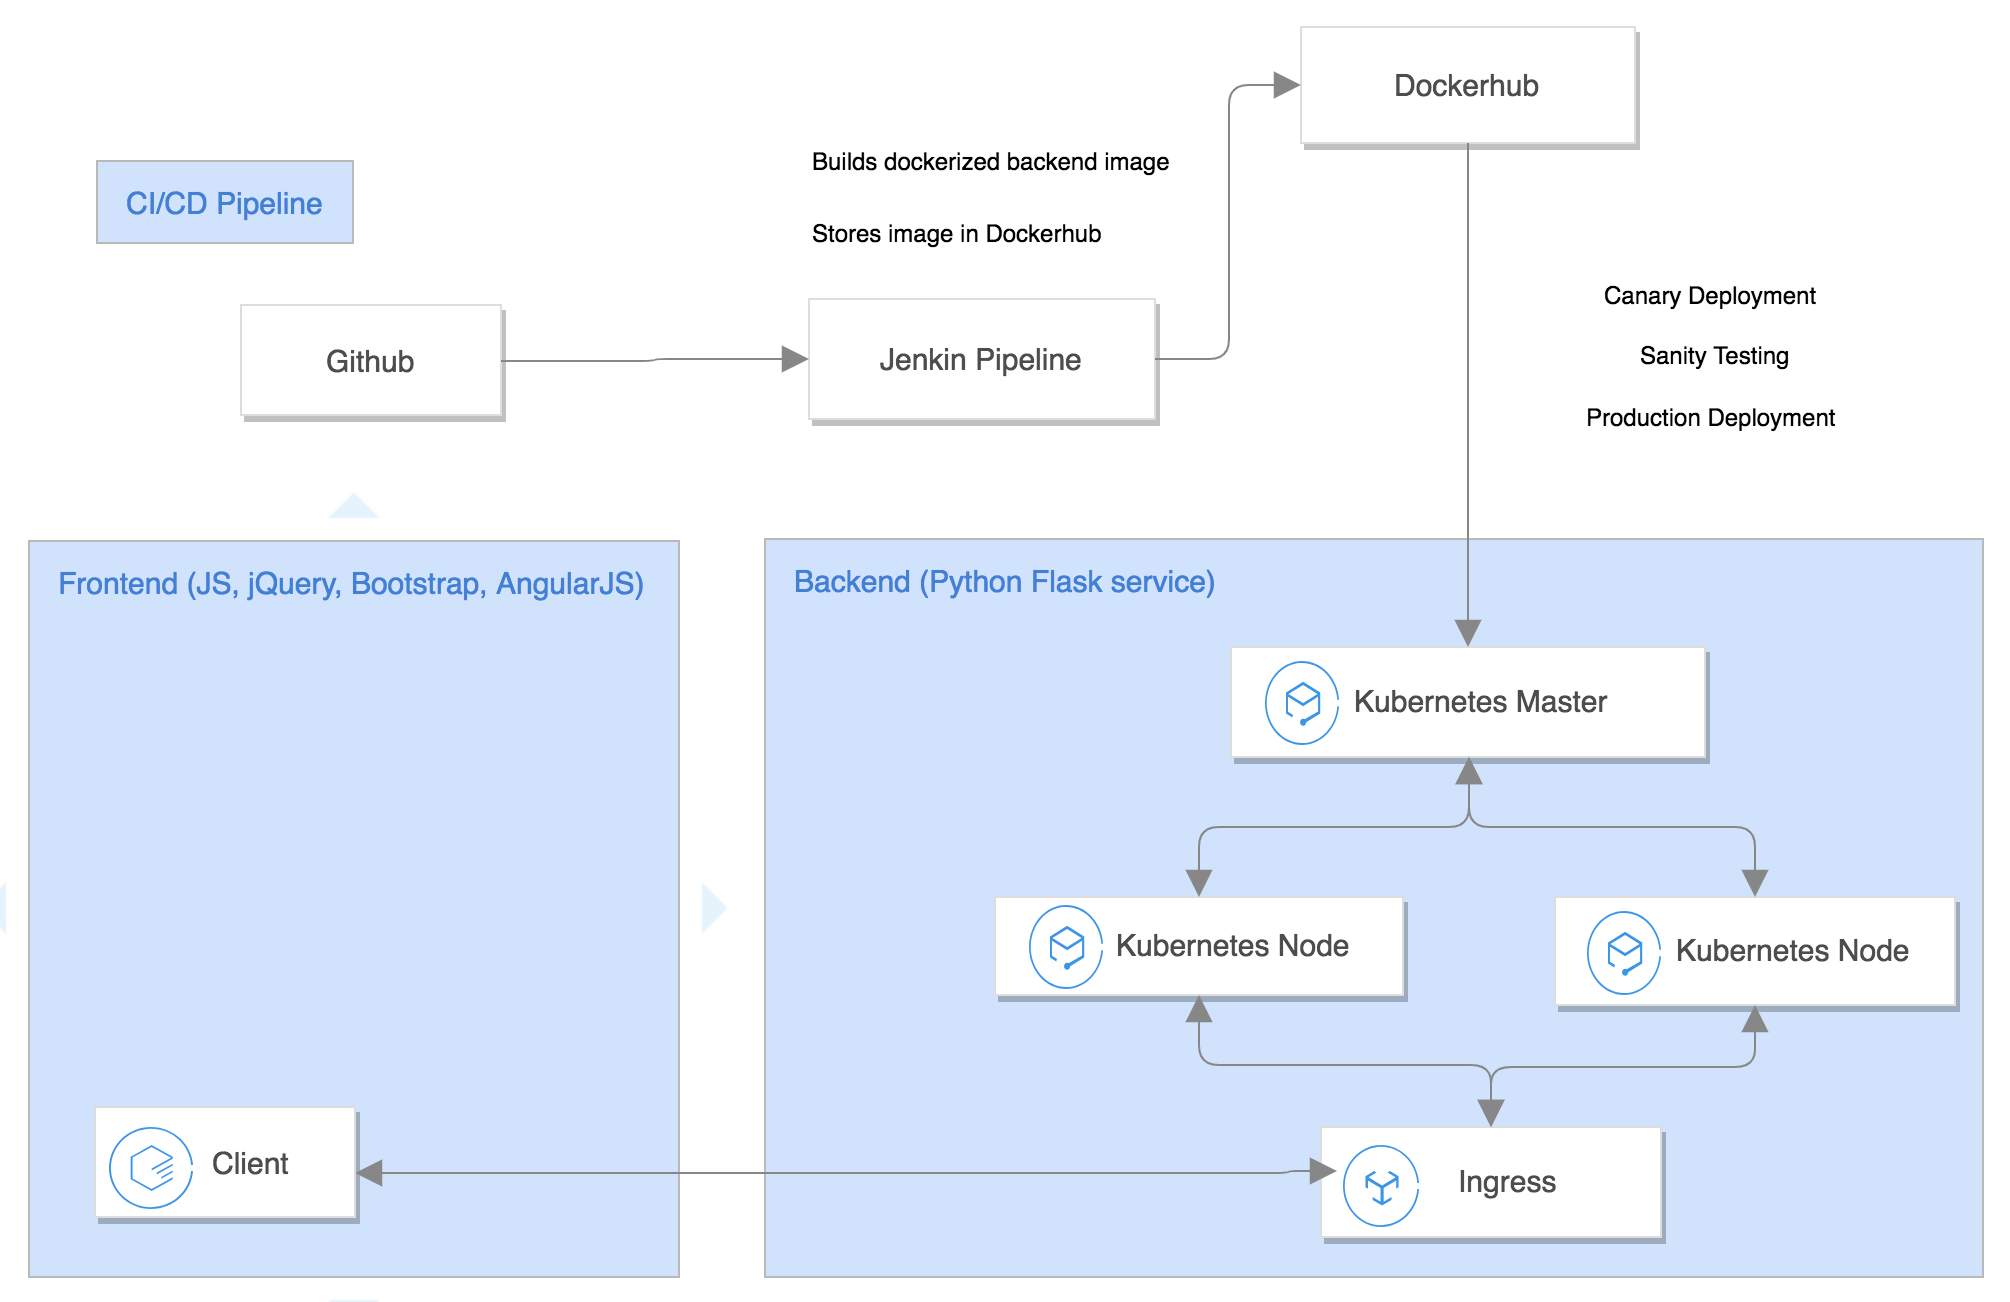 Dockerhub
Builds dockerized backend image
CI/CD Pipeline
Stores image in Dockerhub
Canary Deployment
Github
Jenkin Pipeline
Sanity Testing
Production Deployment
Frontend (JS, jQuery, Bootstrap, AngularJS)
Backend (Python Flask service)
Kubernetes Master
Kubernetes Node
Kubernetes Node
Client
Ingress